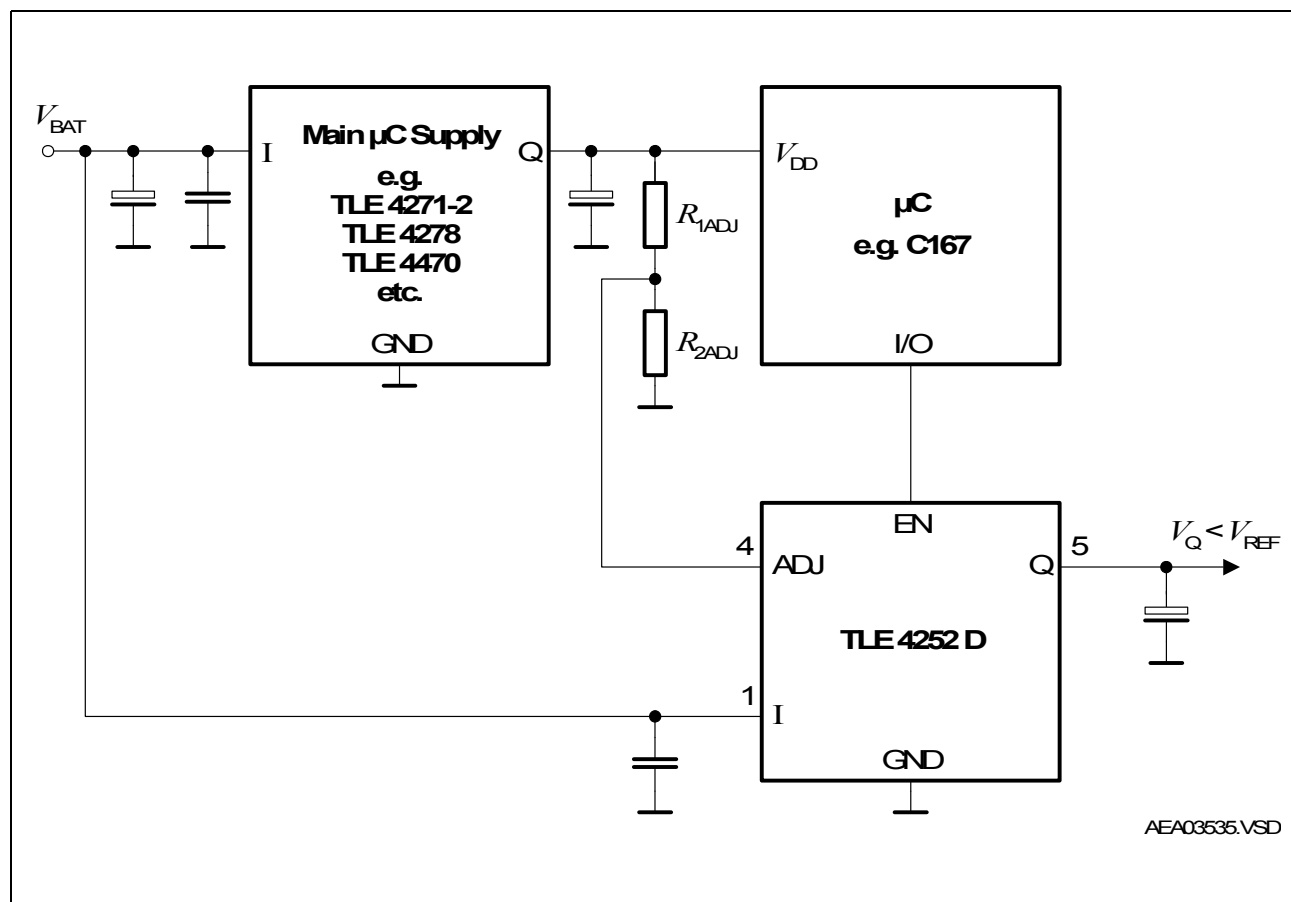 V_BAT
I
Main µC Supply
e.g.
TLE 4271-2
TLE 4278
TLE 4470
etc.
Q
GND
R_1ADJ
R_2ADJ
V_DD
µC
e.g. C167
I/O
EN
4
ADJ
Q
5
V_Q < V_REF
TLE 4252 D
1
I
GND
AEA03535.VSD